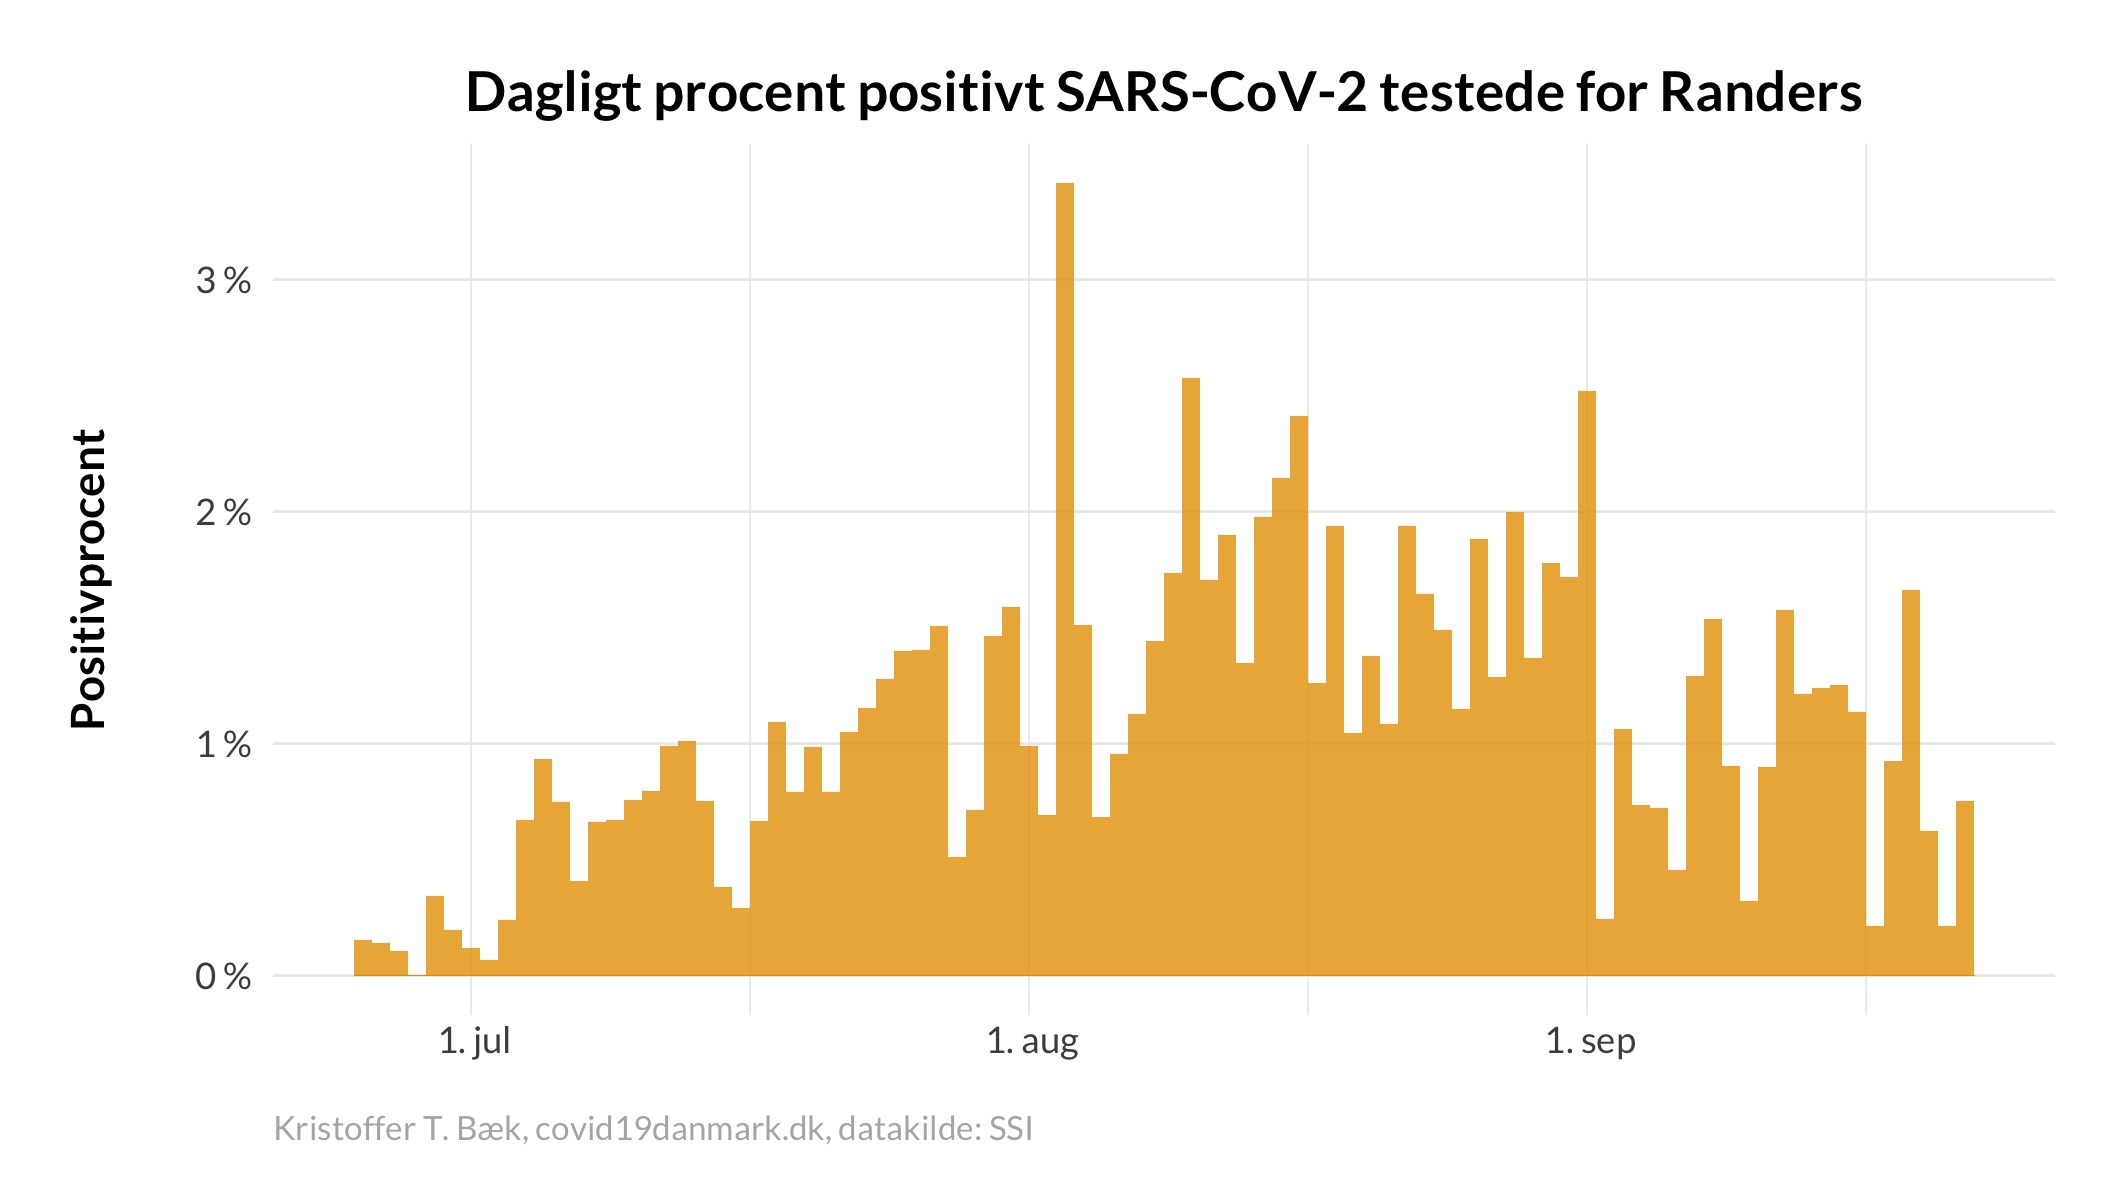 Dagligt procent positivt SARS-CoV-2 testede for Randers
Positivprocent
3 %
2 %
1 %
0 %
1. jul
1. aug
1. sep
Kristoffer T. Bæk, covid19danmark.dk, datakilde: SSI